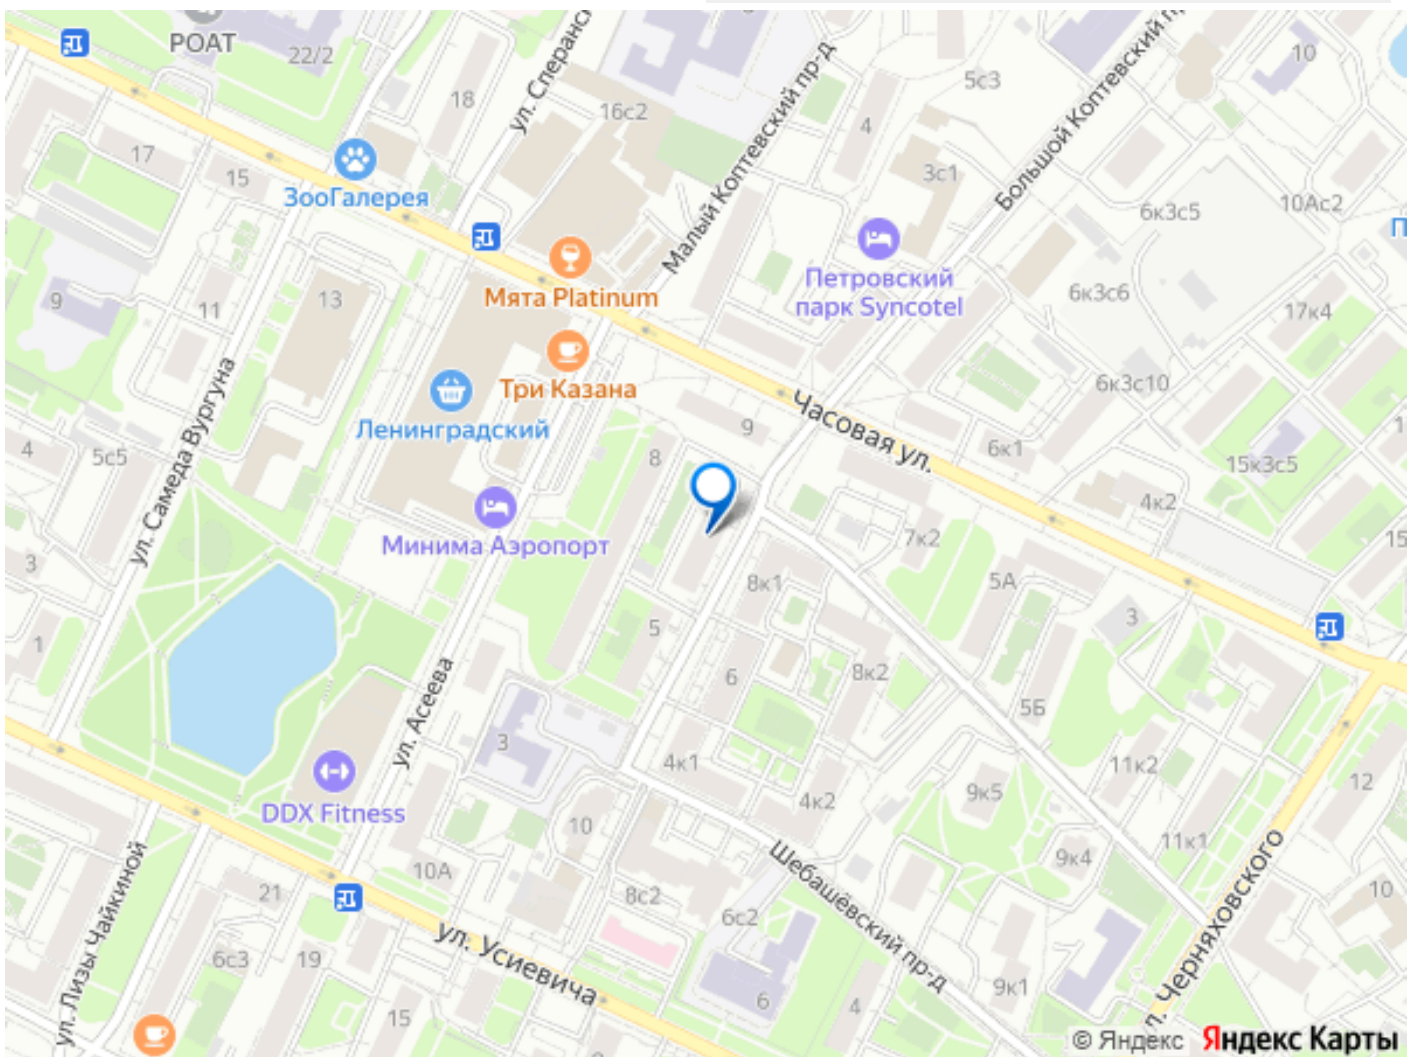 РОАТ
22/2
18
ул. Сперанск
16с2
Малый Коптевский пр-д
4
5с3
3с1
Большой Коптевский п
10
17
15
ЗооГалерея
6к3с5
10Ас2
П
9
11
13
Мята Platinum
Петровский
парк Syncotel
6к3с6
17к4
Три Казана
6к3с10
Ленинградский
9
Часовая ул.
6к1
15к3с5
1
4
5с5
ул. Самеда Вургуна
8
4к2
Минима Аэропорт
7к2
15
3
8к1
5А
3
1
5
6
8к2
5Б
ул. Асеева
3
4к1
11к2
12
DDX Fitness
4к2
9к5
10
11к1
9к4
10А
Шебашёвский пр-д
ул. Черняховского
10
21
8с2
6с2
ул. Лизы Чайкиной
6с3
19
ул. Усиевича
6
4
9к1
15
© Яндекс Яндекс Карты